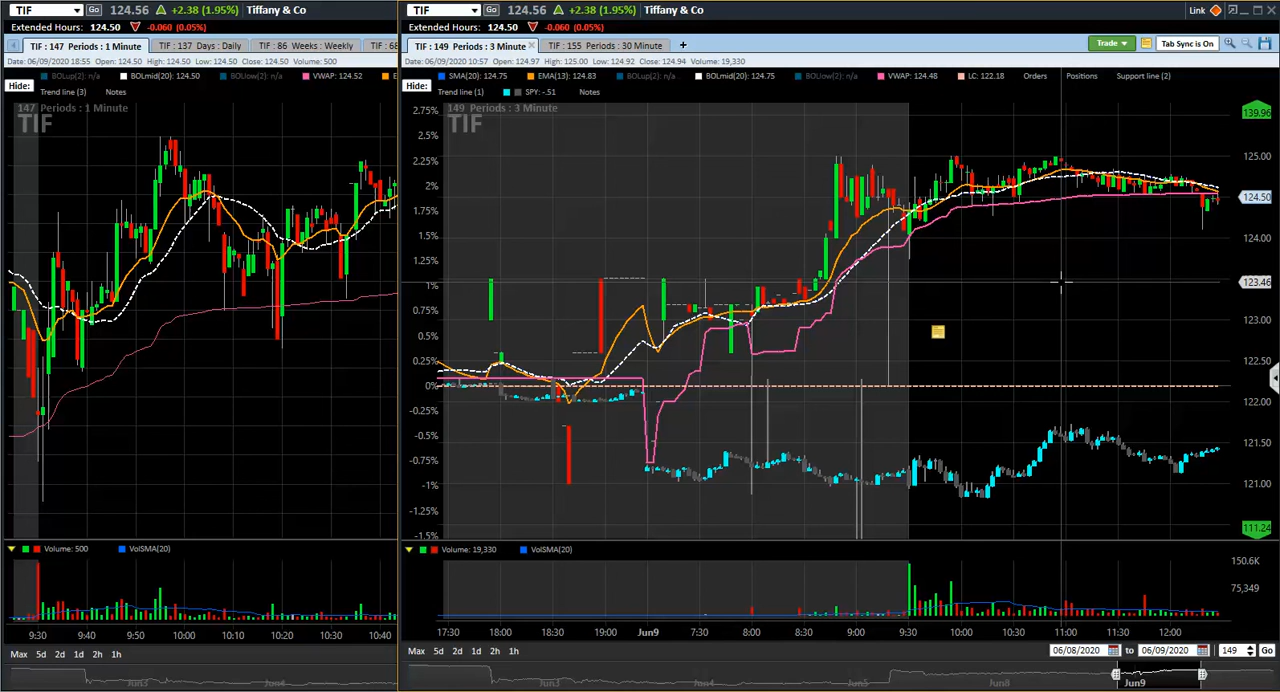 TIF Go 124.56 +2.38 (1.95%) Tiffany & Co
Extended Hours: 124.50 -0.060 (0.05%)
TIF : 147 Periods : 1 Minute TIF : 137 Days : Daily TIF : 86 Weeks : Weekly TIF : 68
Date: 06/09/2020 18:55 Open: 124.50 High: 124.50 Low: 124.50 Close: 124.50 Volume: 500
BOLup(2): n/a BOLmid(20): 124.50 BOLlow(2): n/a VWAP: 124.52 E
Hide: Trend line (3) Notes
147 Periods : 1 Minute
TIF
Volume: 500 VolSMA(20)
9:30 9:40 9:50 10:00 10:10 10:20 10:30 10:40
Max 5d 2d 1d 2h 1h
Jun3 Jun4
TIF Go 124.56 +2.38 (1.95%) Tiffany & Co Link
Extended Hours: 124.50 -0.060 (0.05%)
TIF : 149 Periods : 3 Minute TIF : 155 Periods : 30 Minute + Trade Tab Sync is On
Date: 06/09/2020 10:57 Open: 124.97 High: 125.00 Low: 124.92 Close: 124.94 Volume: 19,330
SMA(20): 124.75 EMA(13): 124.83 BOLup(2): n/a BOLmid(20): 124.75 BOLlow(2): n/a VWAP: 124.48 LC: 122.18 Orders Positions Support line (2)
Hide: Trend line (1) SPY: -.51 Notes
149 Periods : 3 Minute
TIF
2.75%
2.5%
2.25%
2%
1.75%
1.5%
1.25%
1%
0.75%
0.5%
0.25%
0%
-0.25%
-0.5%
-0.75%
-1%
-1.25%
-1.5%
139.96
125.00
124.50
124.00
123.46
123.00
122.50
122.00
121.50
121.00
111.24
Volume: 19,330 VolSMA(20)
150.6K
75,349
17:30 18:00 18:30 19:00 Jun9 7:30 8:00 8:30 9:00 9:30 10:00 10:30 11:00 11:30 12:00
Max 5d 2d 1d 2h 1h 06/08/2020 to 06/09/2020 149 Go
Jun3 Jun4 Jun5 Jun8 Jun9